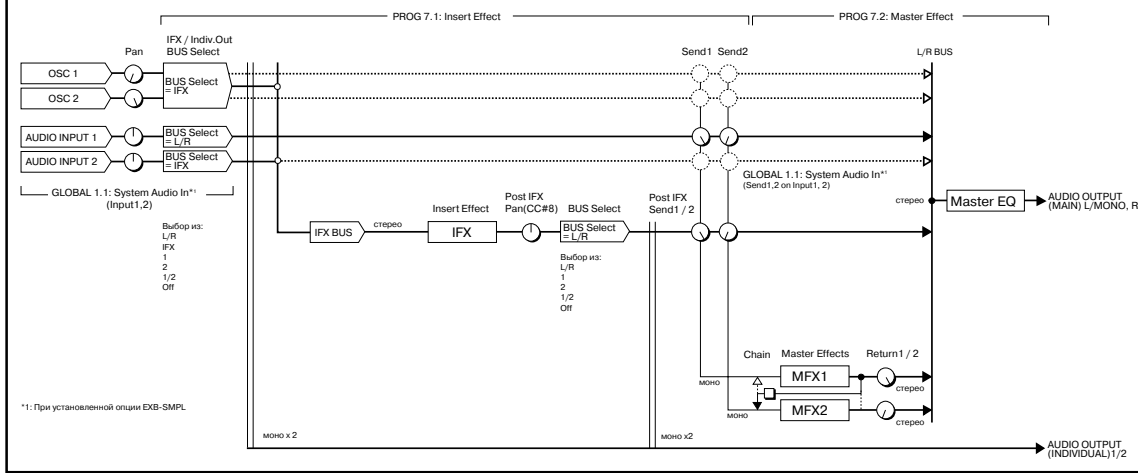 PROG 7.1: Insert Effect
PROG 7.2: Master Effect
IFX / Indiv.Out
Pan
BUS Select
Send1 Send2
L/R BUS
OSC 1
BUS Select
= IFX
OSC 2
AUDIO INPUT 1
BUS Select
= L/R
AUDIO INPUT 2
BUS Select
= IFX
GLOBAL 1.1: System Audio In*1
(Input1,2)
GLOBAL 1.1: System Audio In*1
(Send1,2 on Input1, 2)
Выбор из:
L/R
IFX
1
2
1/2
Off
IFX BUS
стерео
Insert Effect
IFX
Post IFX
Pan(CC#8)
BUS Select
BUS Select
= L/R
Выбор из:
L/R
1
2
1/2
Off
Post IFX
Send1 / 2
стерео
Master EQ
AUDIO OUTPUT
(MAIN) L/MONO, R
Chain
Master Effects
Return1 / 2
моно
MFX1
стерео
моно
MFX2
стерео
*1: При установленной опции EXB-SMPL
моно x 2
моно x2
AUDIO OUTPUT
(INDIVIDUAL)1/2